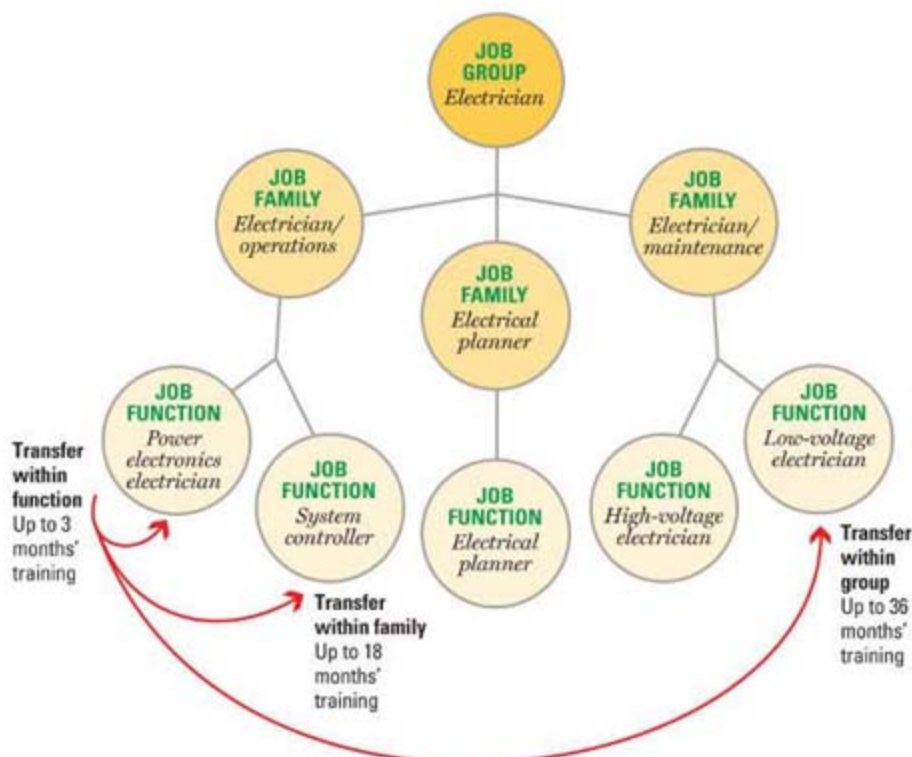 JOB
GROUP
Electrician
JOB
FAMILY
Electrician/
operations
JOB
FAMILY
Electrician/
maintenance
JOB
FAMILY
Electrical
planner
JOB
FUNCTION
Power
electronics
electrician
JOB
FUNCTION
System
controller
JOB
FUNCTION
Electrical
planner
JOB
FUNCTION
High-voltage
electrician
JOB
FUNCTION
Low-voltage
electrician
Transfer
within
function
Up to 3
months’
training
Transfer
within family
Up to 18
months’
training
Transfer
within
group
Up to 36
months’
training